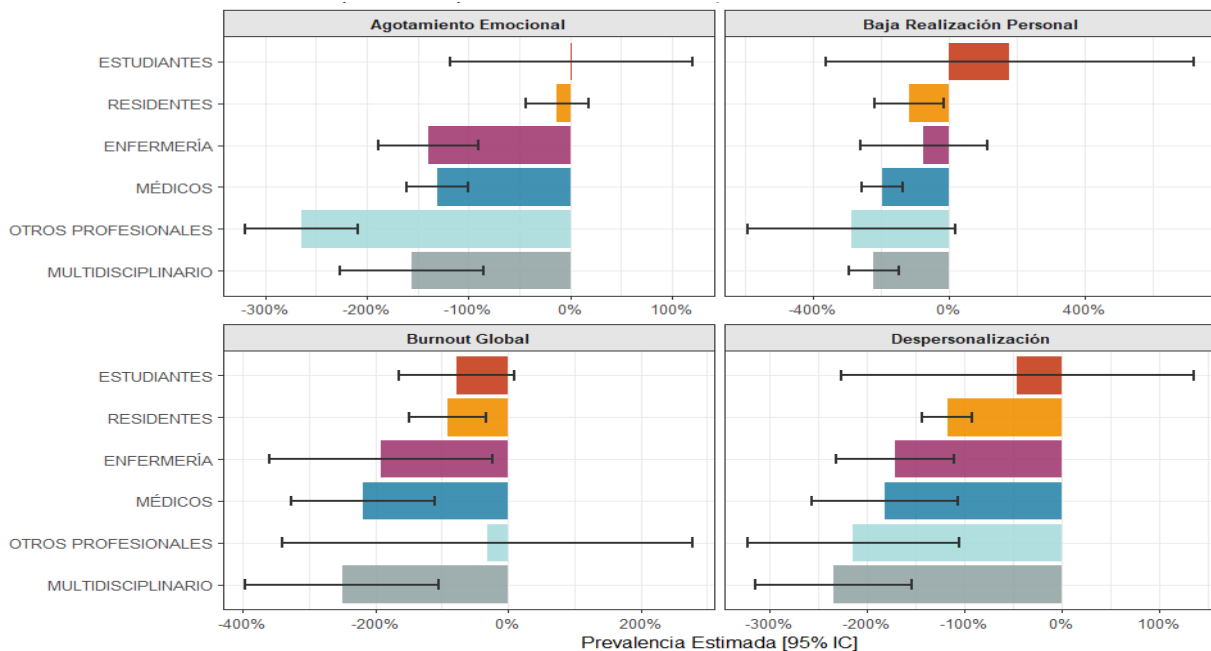 Agotamiento Emocional
Baja Realización Personal
ESTUDIANTES
RESIDENTES
ENFERMERÍA
MÉDICOS
OTROS PROFESIONALES
MULTIDISCIPLINARIO
-300% -200% -100% 0% 100%
-400% 0% 400%
Burnout Global
Despersonalización
ESTUDIANTES
RESIDENTES
ENFERMERÍA
MÉDICOS
OTROS PROFESIONALES
MULTIDISCIPLINARIO
-400% -200% 0% 200%
-300% -200% -100% 0% 100%
Prevalencia Estimada [95% IC]